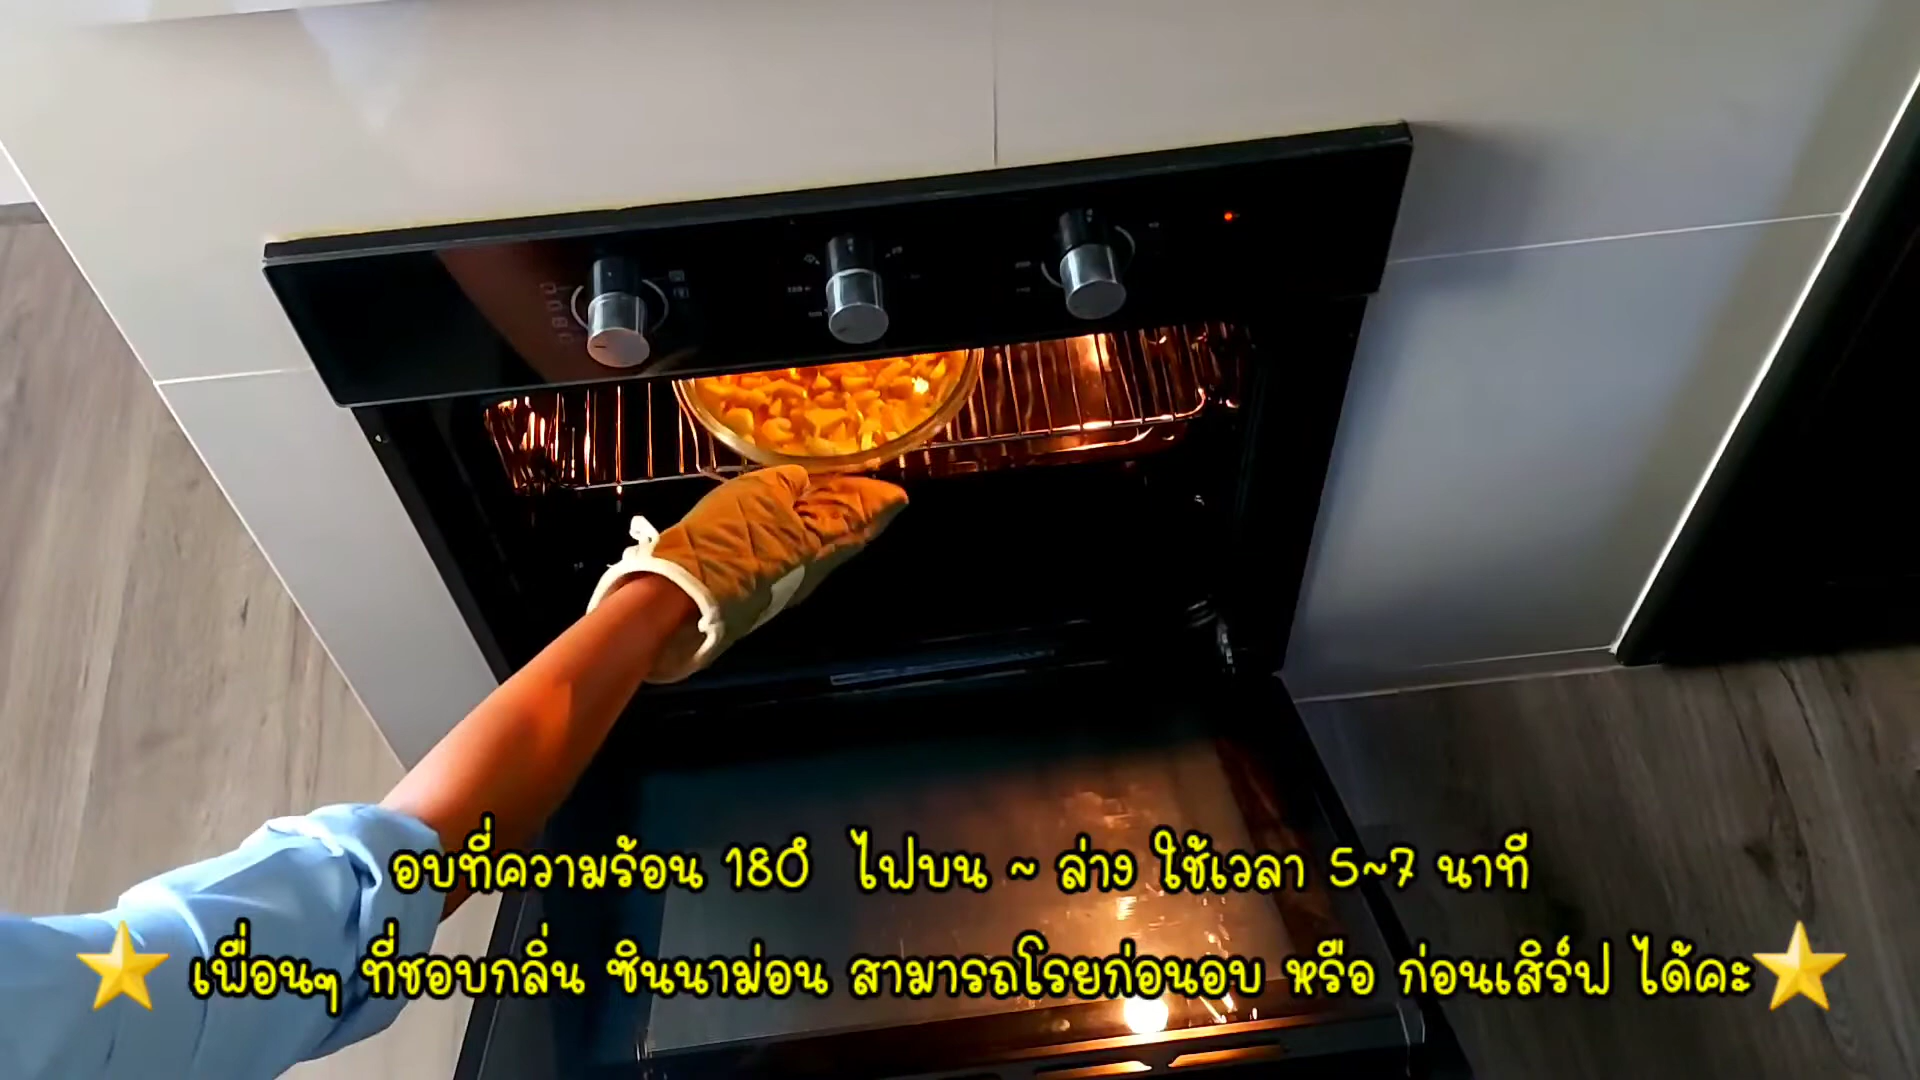 อบที่ความร้อน 180ํ ไฟบน ~ ล่าง ใช้เวลา 5~7 นาที
เพื่อนๆ ที่ชอบกลิ่น ซินนาม่อน สามารถโรยก่อนอบ หรือ ก่อนเสิร์ฟ ได้คะ